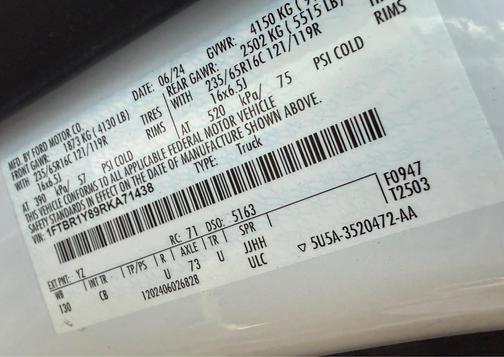 MFD. BY FORD MOTOR CO.
DATE: 06/24
GVWR: 4150 KG
FRONT GAWR: 1873 KG (4130 LB)
REAR GAWR: 2502 KG (5515 LB)
235/65R16C 121/119R TIRES WITH 235/65R16C 121/119R
16x6.5J RIMS 16x6.5J RIMS
AT 390 kPa/ 57 PSI COLD AT 520 kPa/ 75 PSI COLD
THIS VEHICLE CONFORMS TO ALL APPLICABLE FEDERAL MOTOR VEHICLE
SAFETY STANDARDS IN EFFECT ON THE DATE OF MANUFACTURE SHOWN ABOVE.
VIN: 1FTBR1Y89RKA71438
TYPE: Truck
F0947
T2503
EXT PNT: YZ RC: 71 DSO: 5163
WB INT TR TP/PS R AXLE TR SPR
130 CB U 73 U JJHH
1202406026828 ULC
5U5A-3520472-AA